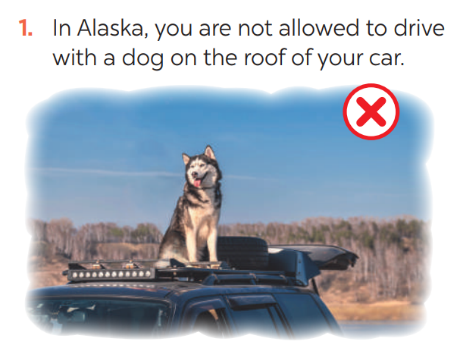 1. In Alaska, you are not allowed to drive
with a dog on the roof of your car.